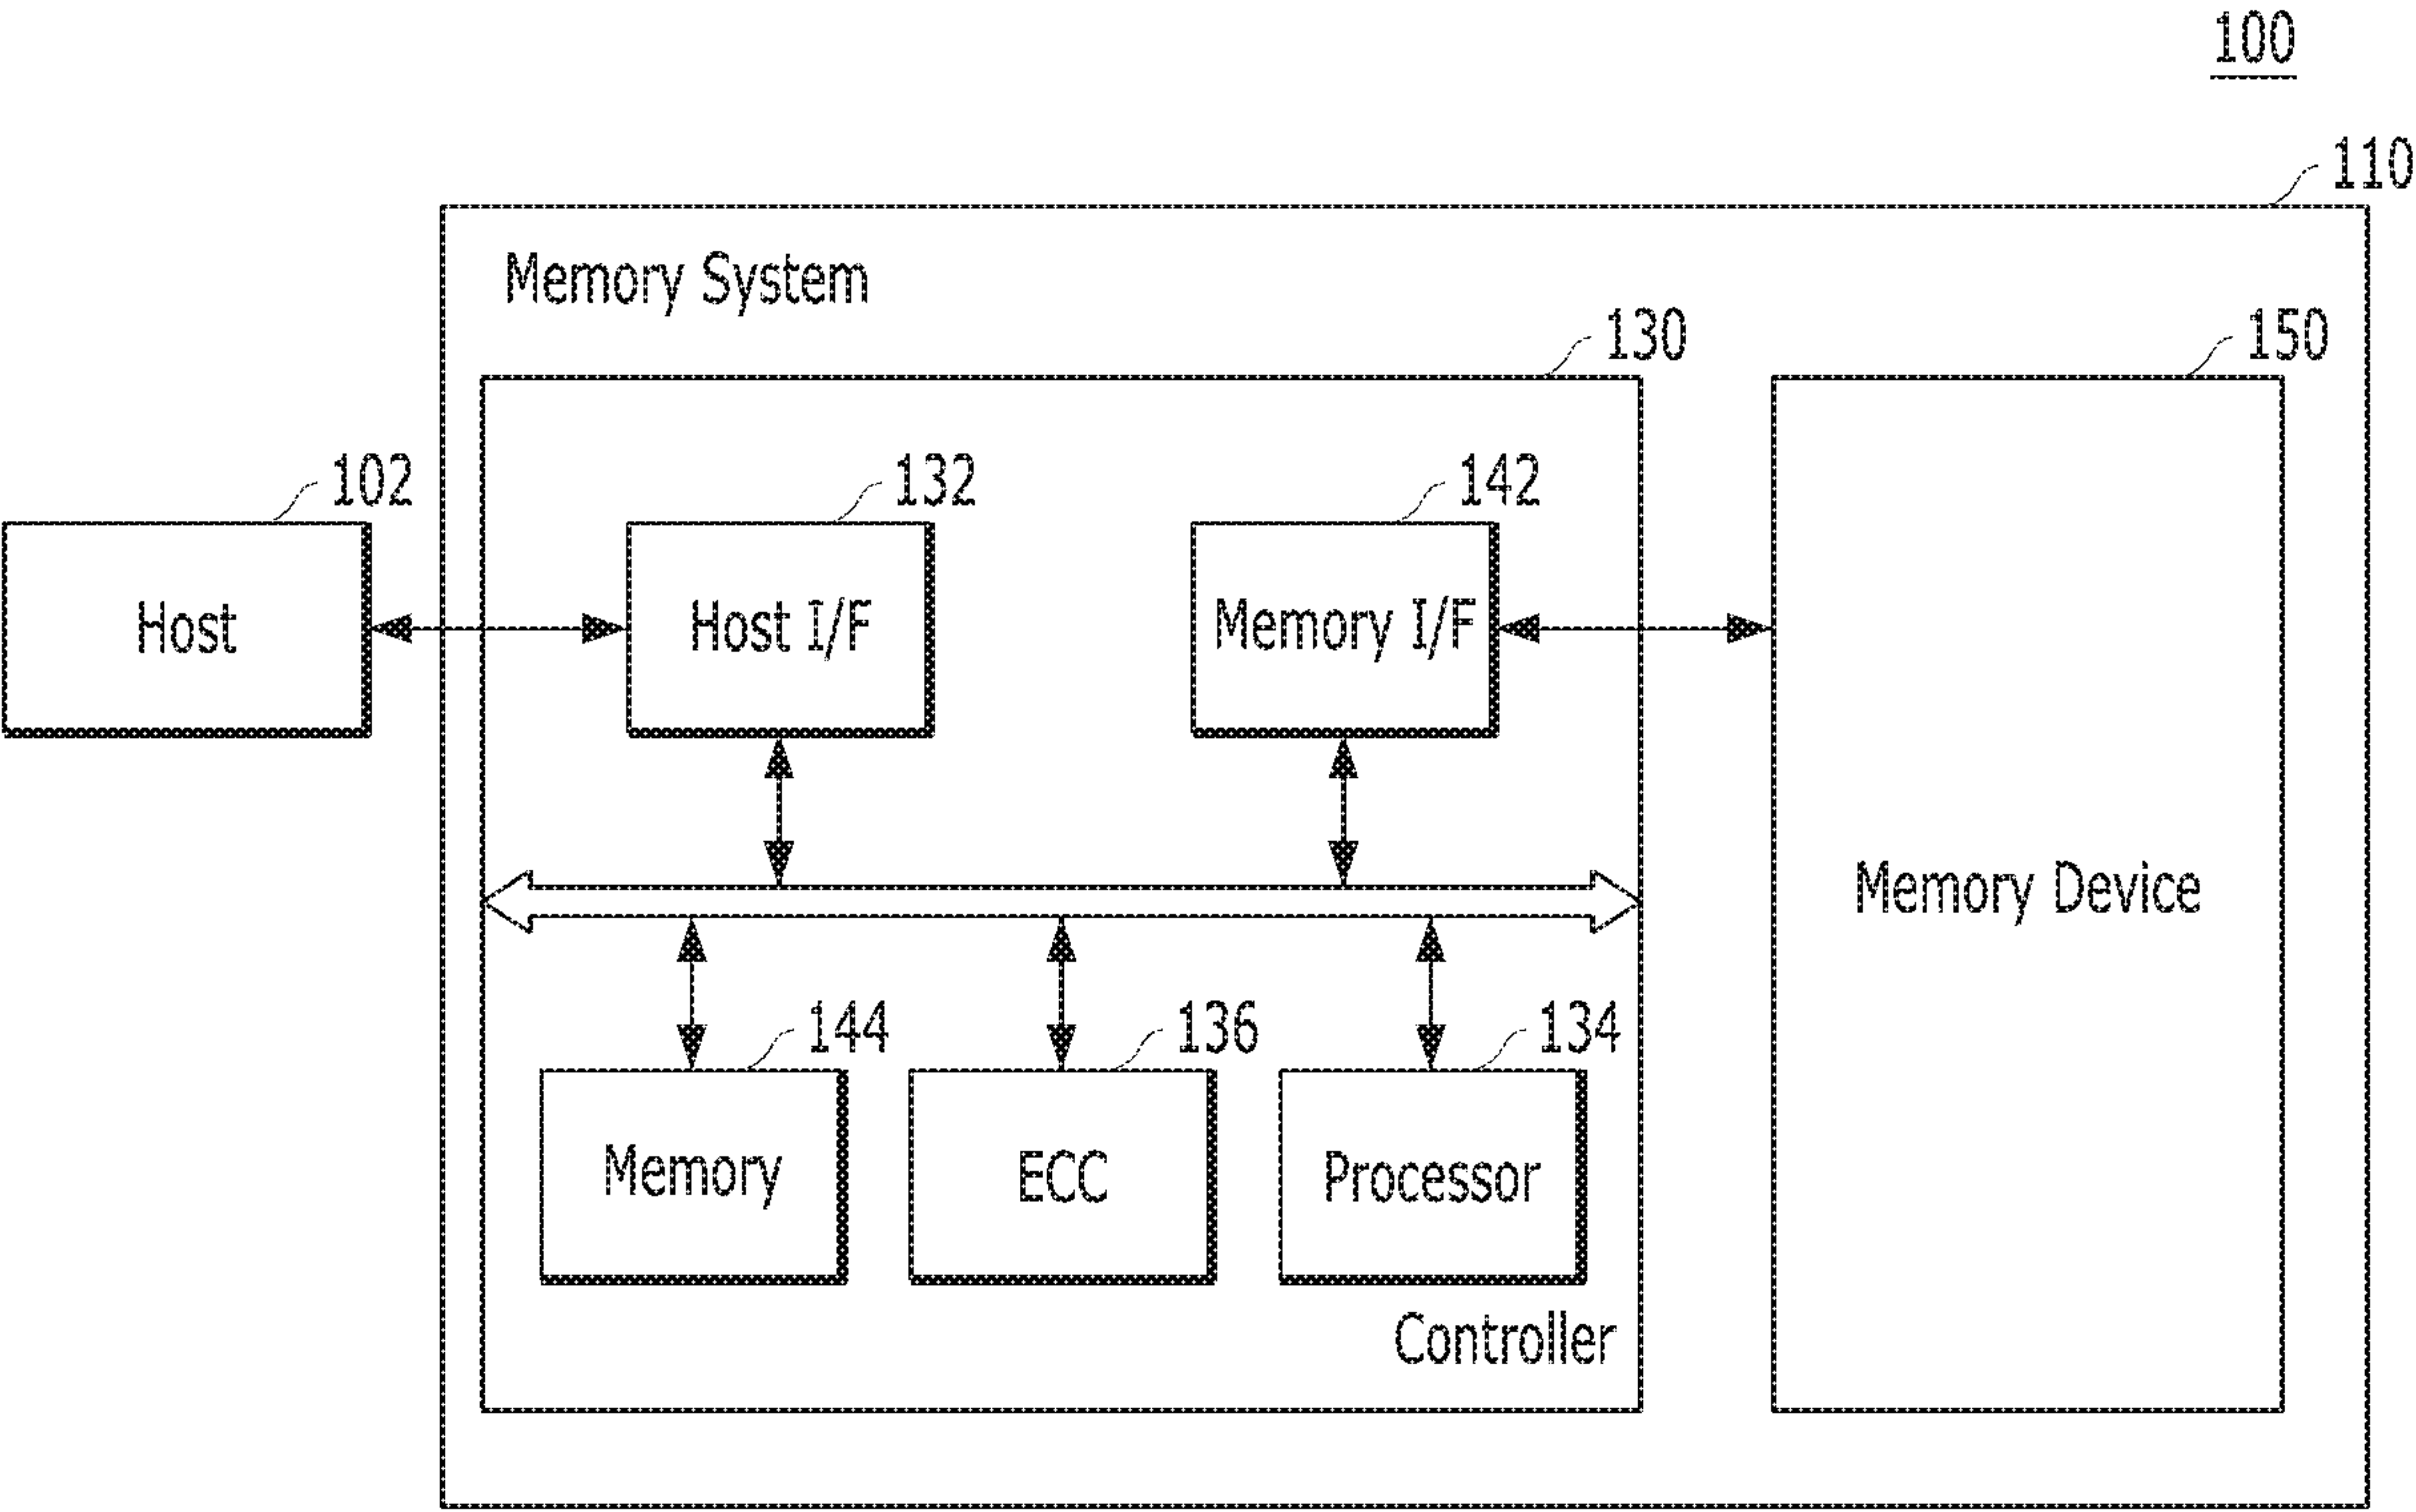 100
110
Memory System
130
150
102
132
142
Host
Host I/F
Memory I/F
Memory Device
144
136
134
Memory
ECC
Processor
Controller